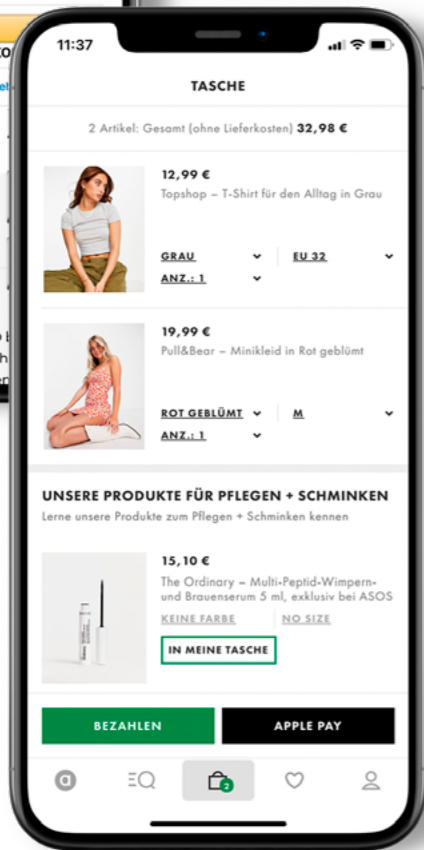 11:37
TASCHE
2 Artikel: Gesamt (ohne Lieferkosten) 32,98 €
12,99 €
Topshop – T-Shirt für den Alltag in Grau
GRAU EU 32
ANZ.: 1
19,99 €
Pull&Bear – Minikleid in Rot geblümt
ROT GEBLÜMT M
ANZ.: 1
UNSERE PRODUKTE FÜR PFLEGEN + SCHMINKEN
Lerne unsere Produkte zum Pflegen + Schminken kennen
15,10 €
The Ordinary – Multi-Peptid-Wimpern-
und Brauenserum 5 ml, exklusiv bei ASOS
KEINE FARBE NO SIZE
IN MEINE TASCHE
BEZAHLEN APPLE PAY
a
2